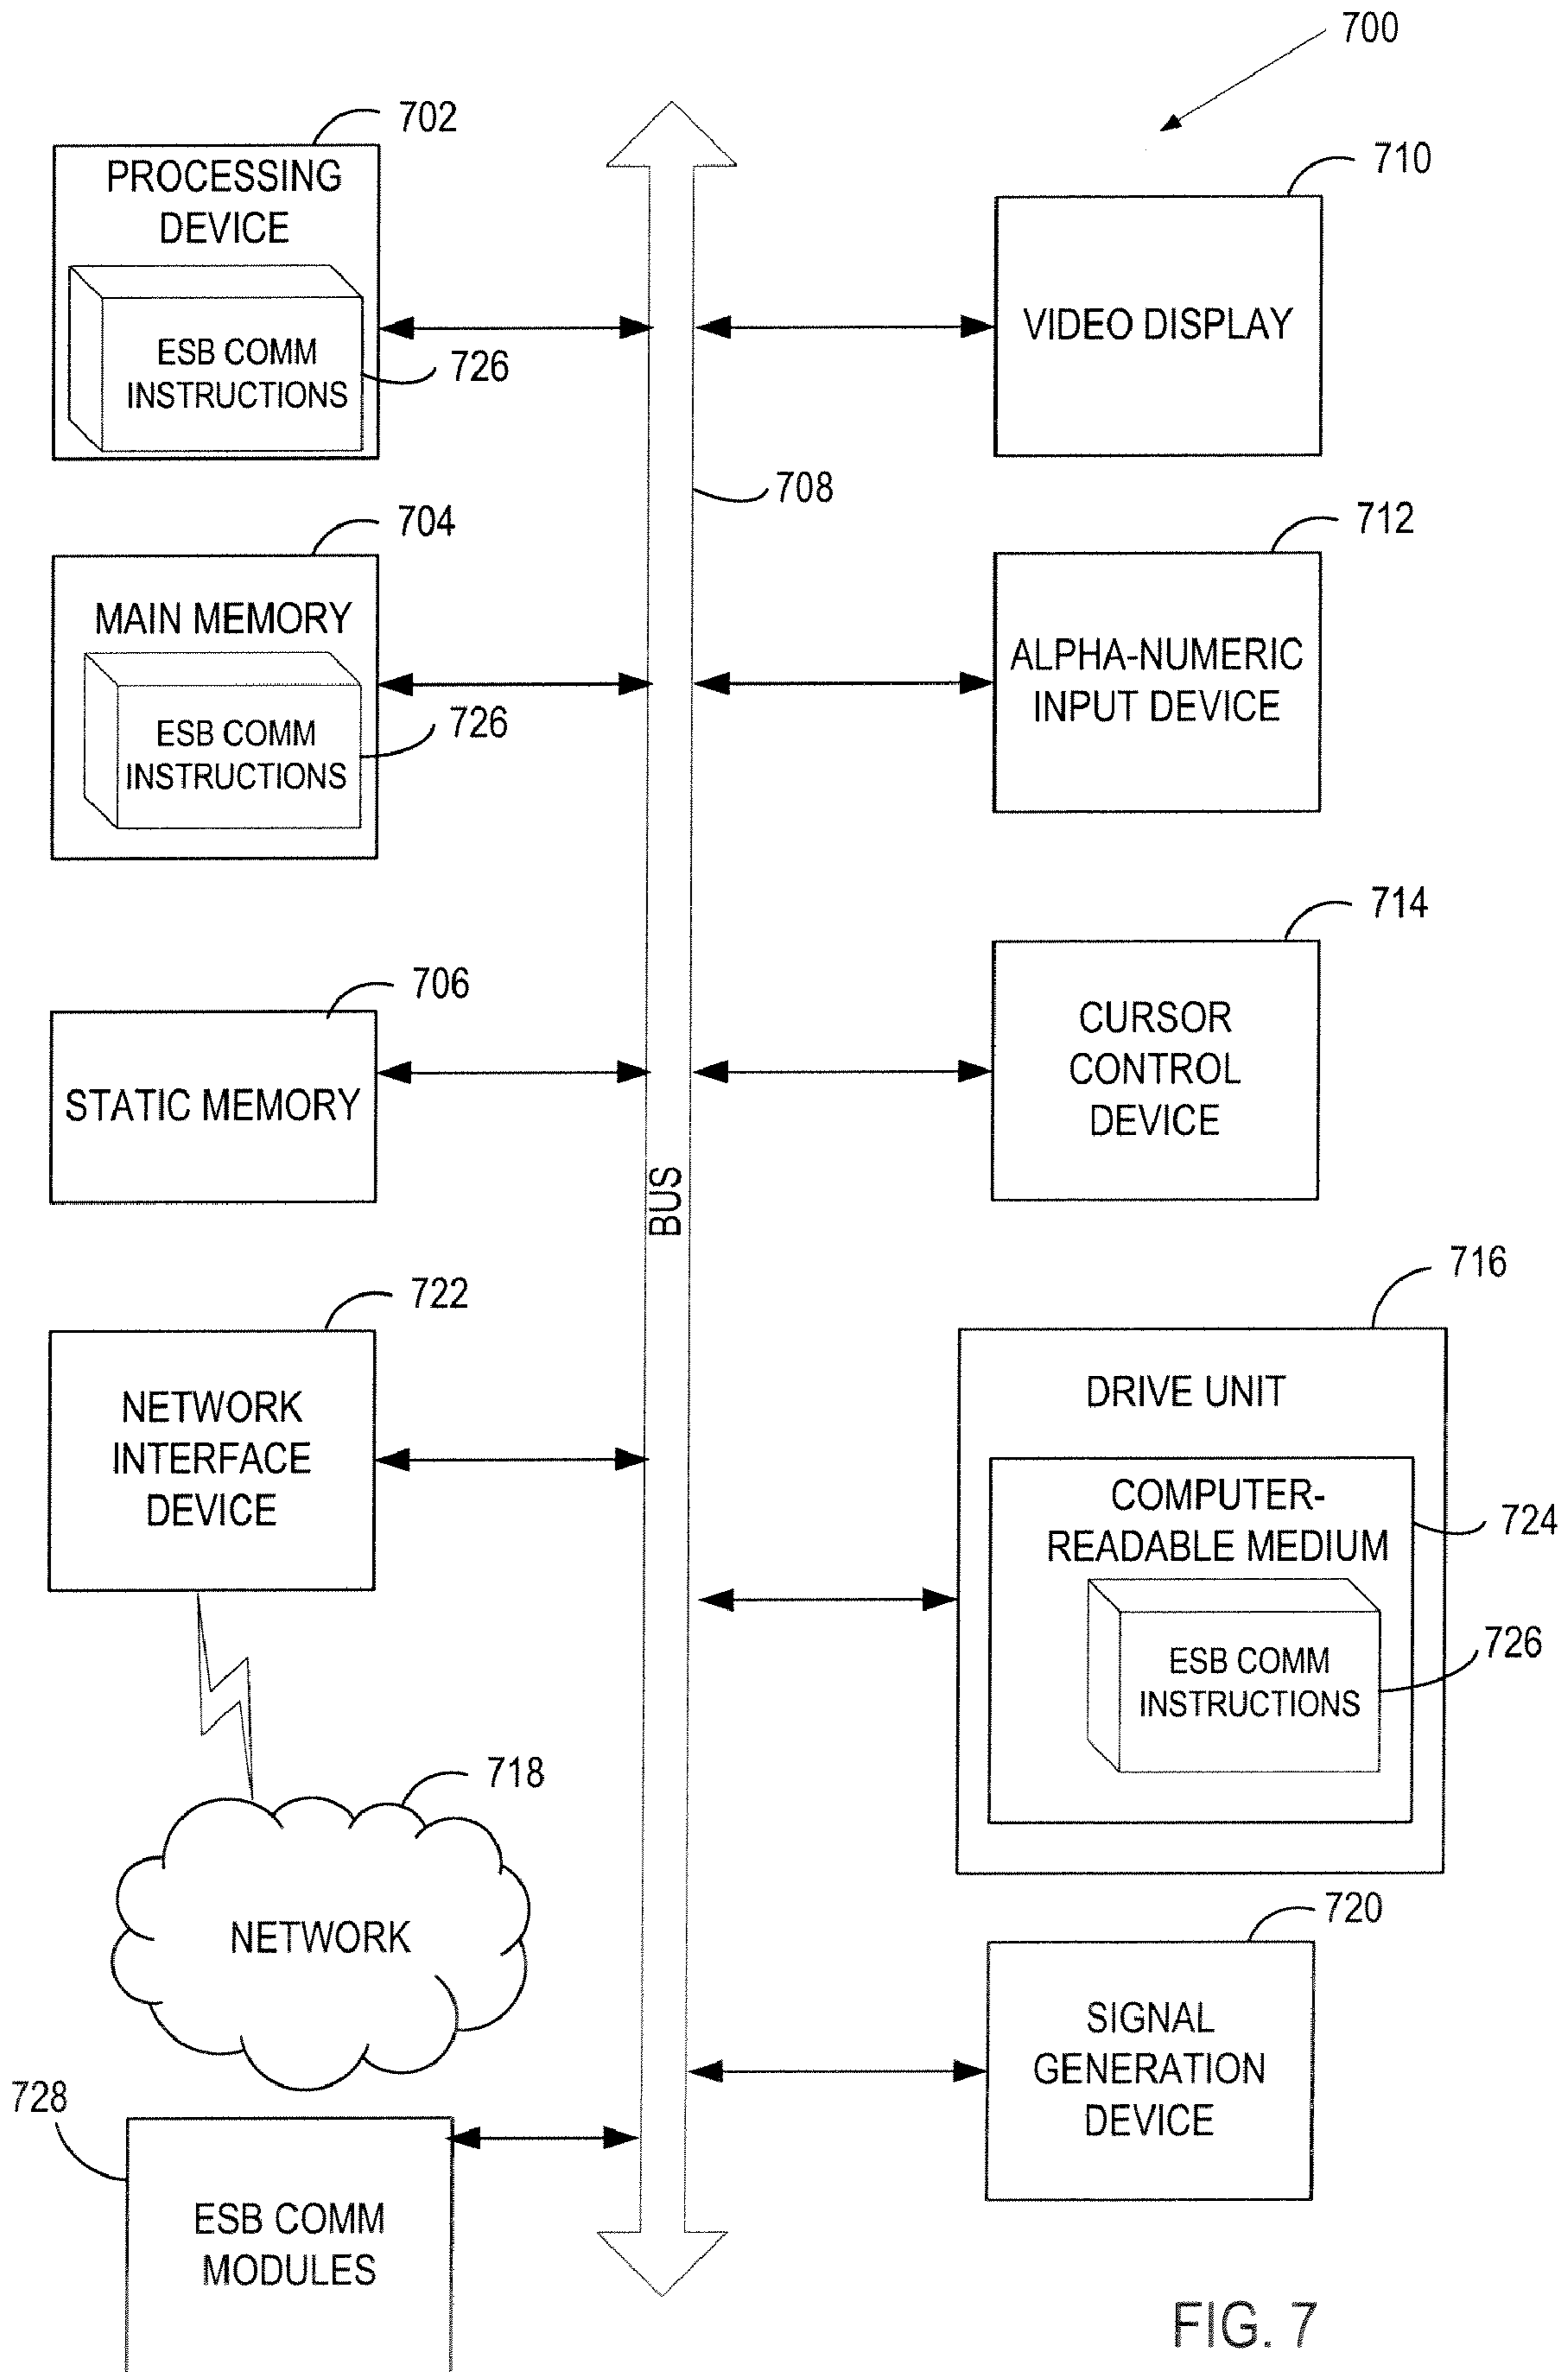 700
702
PROCESSING
DEVICE
ESB COMM
INSTRUCTIONS
726
710
VIDEO DISPLAY
708
704
MAIN MEMORY
ESB COMM
INSTRUCTIONS
726
712
ALPHA-NUMERIC
INPUT DEVICE
706
STATIC MEMORY
714
CURSOR
CONTROL
DEVICE
BUS
722
NETWORK
INTERFACE
DEVICE
716
DRIVE UNIT
COMPUTER-
READABLE MEDIUM
724
ESB COMM
INSTRUCTIONS
726
718
NETWORK
720
SIGNAL
GENERATION
DEVICE
728
ESB COMM
MODULES
FIG. 7